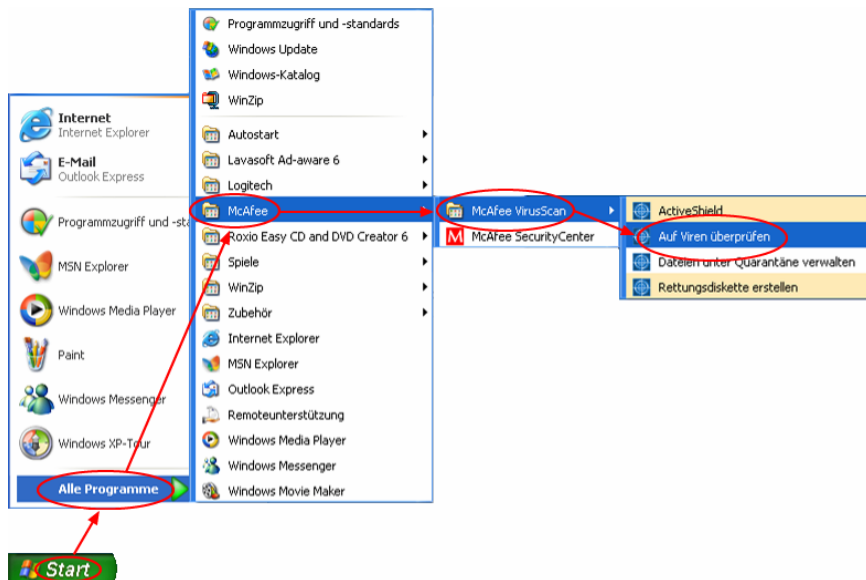 Internet
Internet Explorer
E-Mail
Outlook Express
Programmzugriff und -sta
MSN Explorer
Windows Media Player
Paint
Windows Messenger
Windows XP-Tour
Alle Programme
Start
Programmzugriff und -standards
Windows Update
Windows-Katalog
WinZip
Autostart
Lavasoft Ad-aware 6
Logitech
McAfee
Roxio Easy CD and DVD Creator 6
Spiele
WinZip
Zubehör
Internet Explorer
MSN Explorer
Outlook Express
Remoteunterstützung
Windows Media Player
Windows Messenger
Windows Movie Maker
McAfee VirusScan
McAfee SecurityCenter
ActiveShield
Auf Viren überprüfen
Dateien unter Quarantäne verwalten
Rettungsdiskette erstellen